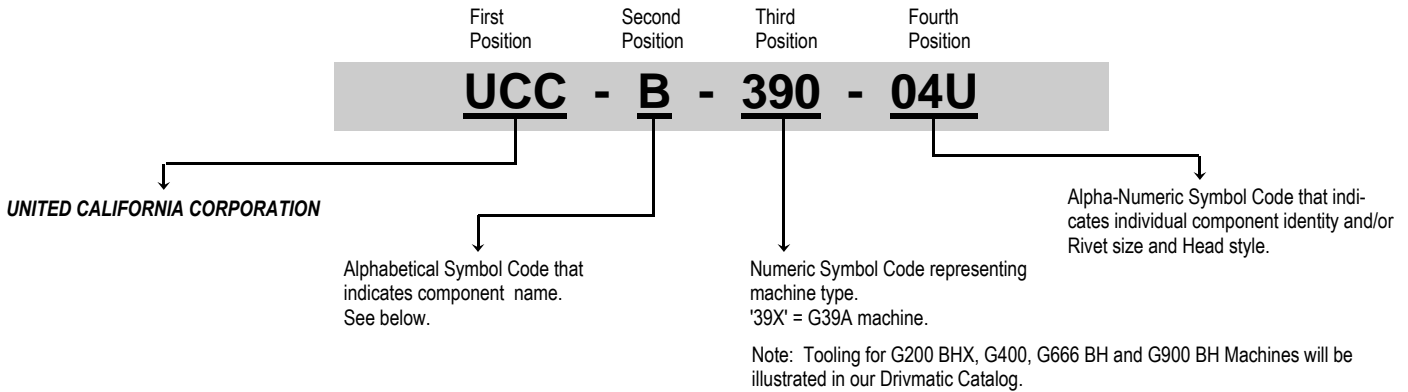 First Position
Second Position
Third Position
Fourth Position
UCC - B - 390 - 04U
UNITED CALIFORNIA CORPORATION
Alphabetical Symbol Code that
indicates component name.
See below.
Numeric Symbol Code representing
machine type.
'39X' = G39A machine.
Note: Tooling for G200 BHX, G400, G666 BH and G900 BH Machines will be
illustrated in our Drivmatic Catalog.
Alpha-Numeric Symbol Code that indi-
cates individual component identity and/or
Rivet size and Head style.